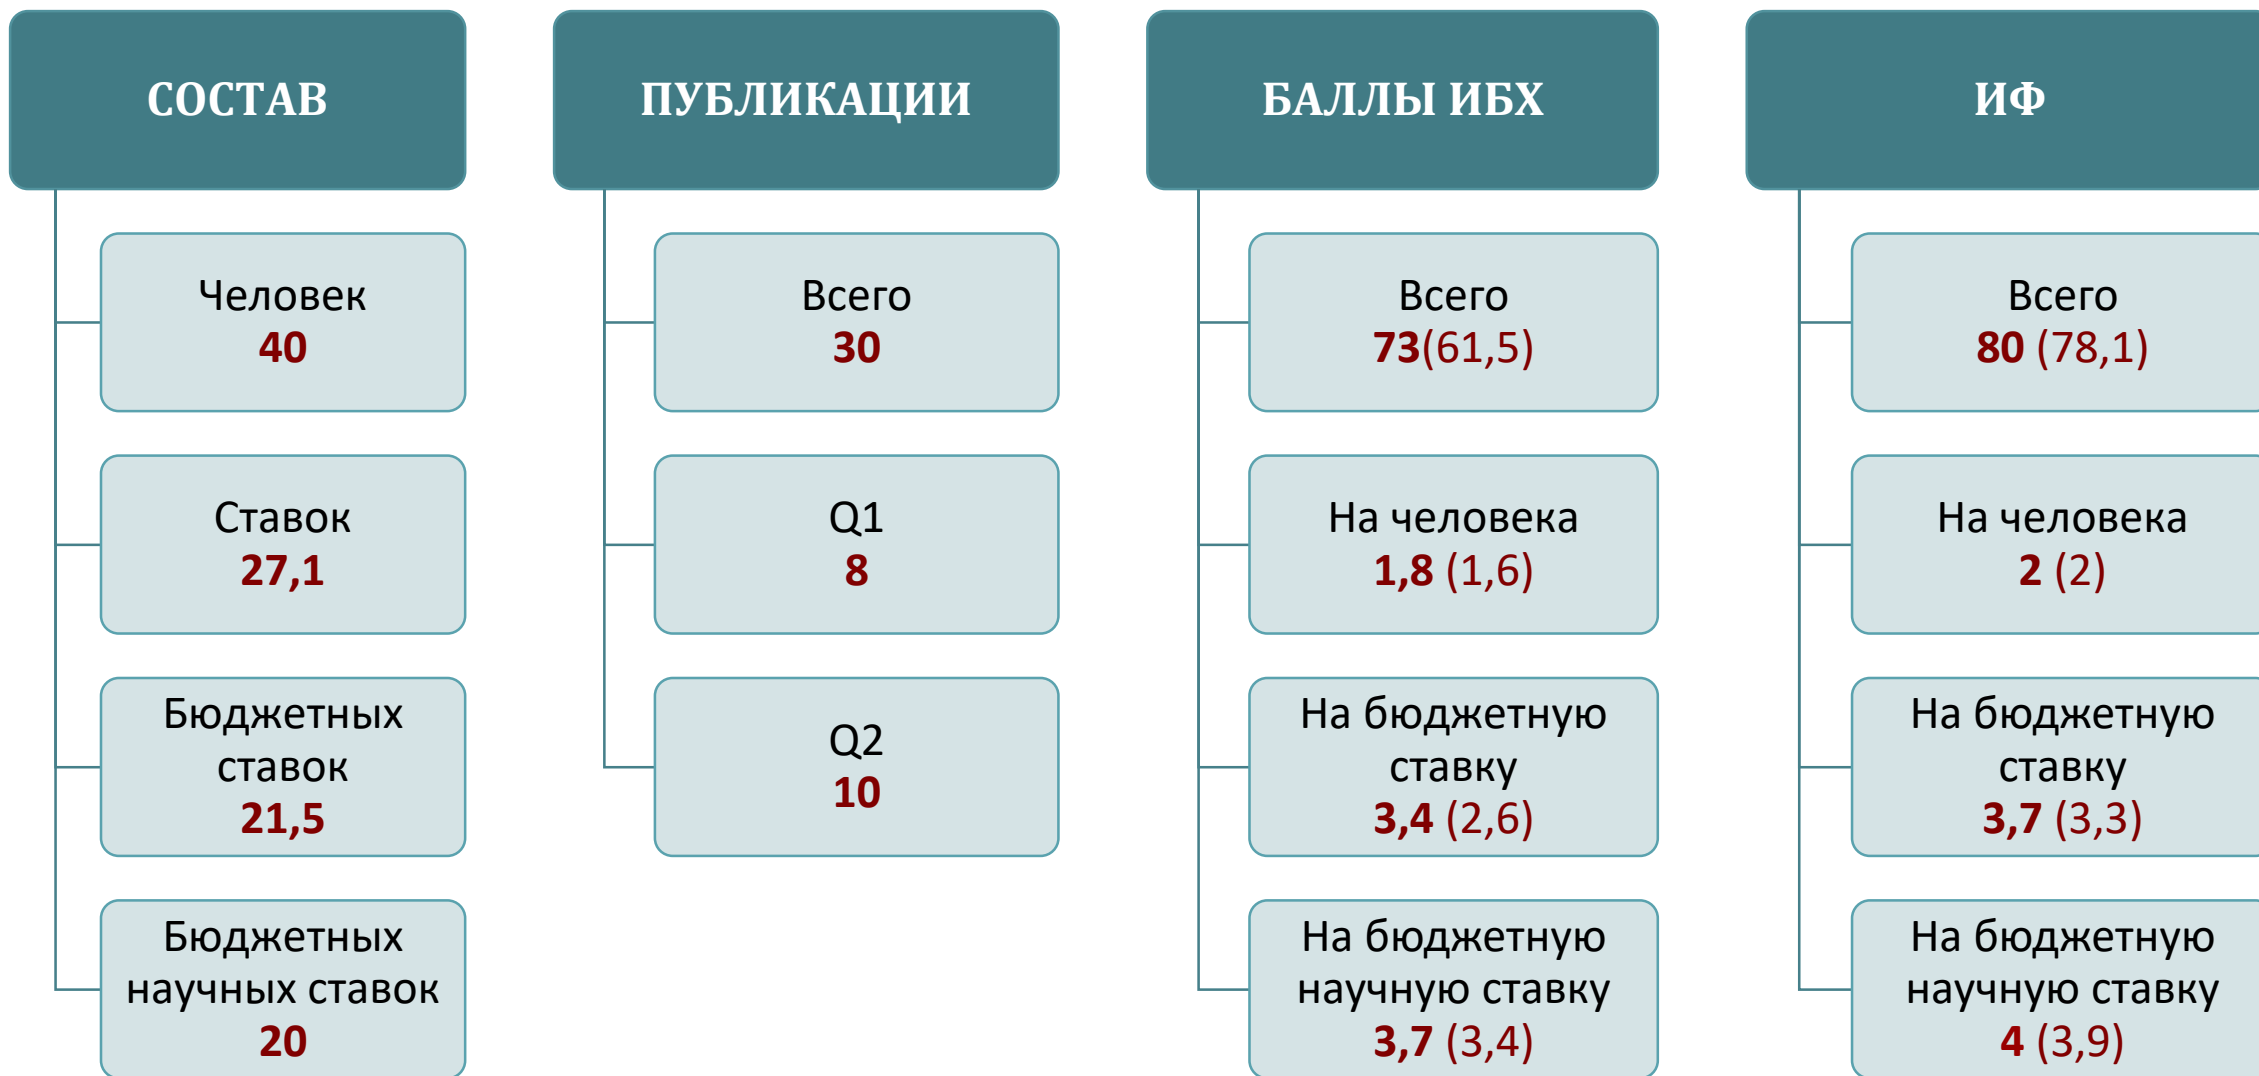 СОСТАВ
Человек
40
Ставок
27,1
Бюджетных
ставок
21,5
Бюджетных
научных ставок
20
ПУБЛИКАЦИИ
Всего
30
Q1
8
Q2
10
БАЛЛЫ ИБХ
Всего
73(61,5)
На человека
1,8 (1,6)
На бюджетную
ставку
3,4 (2,6)
На бюджетную
научную ставку
3,7 (3,4)
ИФ
Всего
80 (78,1)
На человека
2 (2)
На бюджетную
ставку
3,7 (3,3)
На бюджетную
научную ставку
4 (3,9)